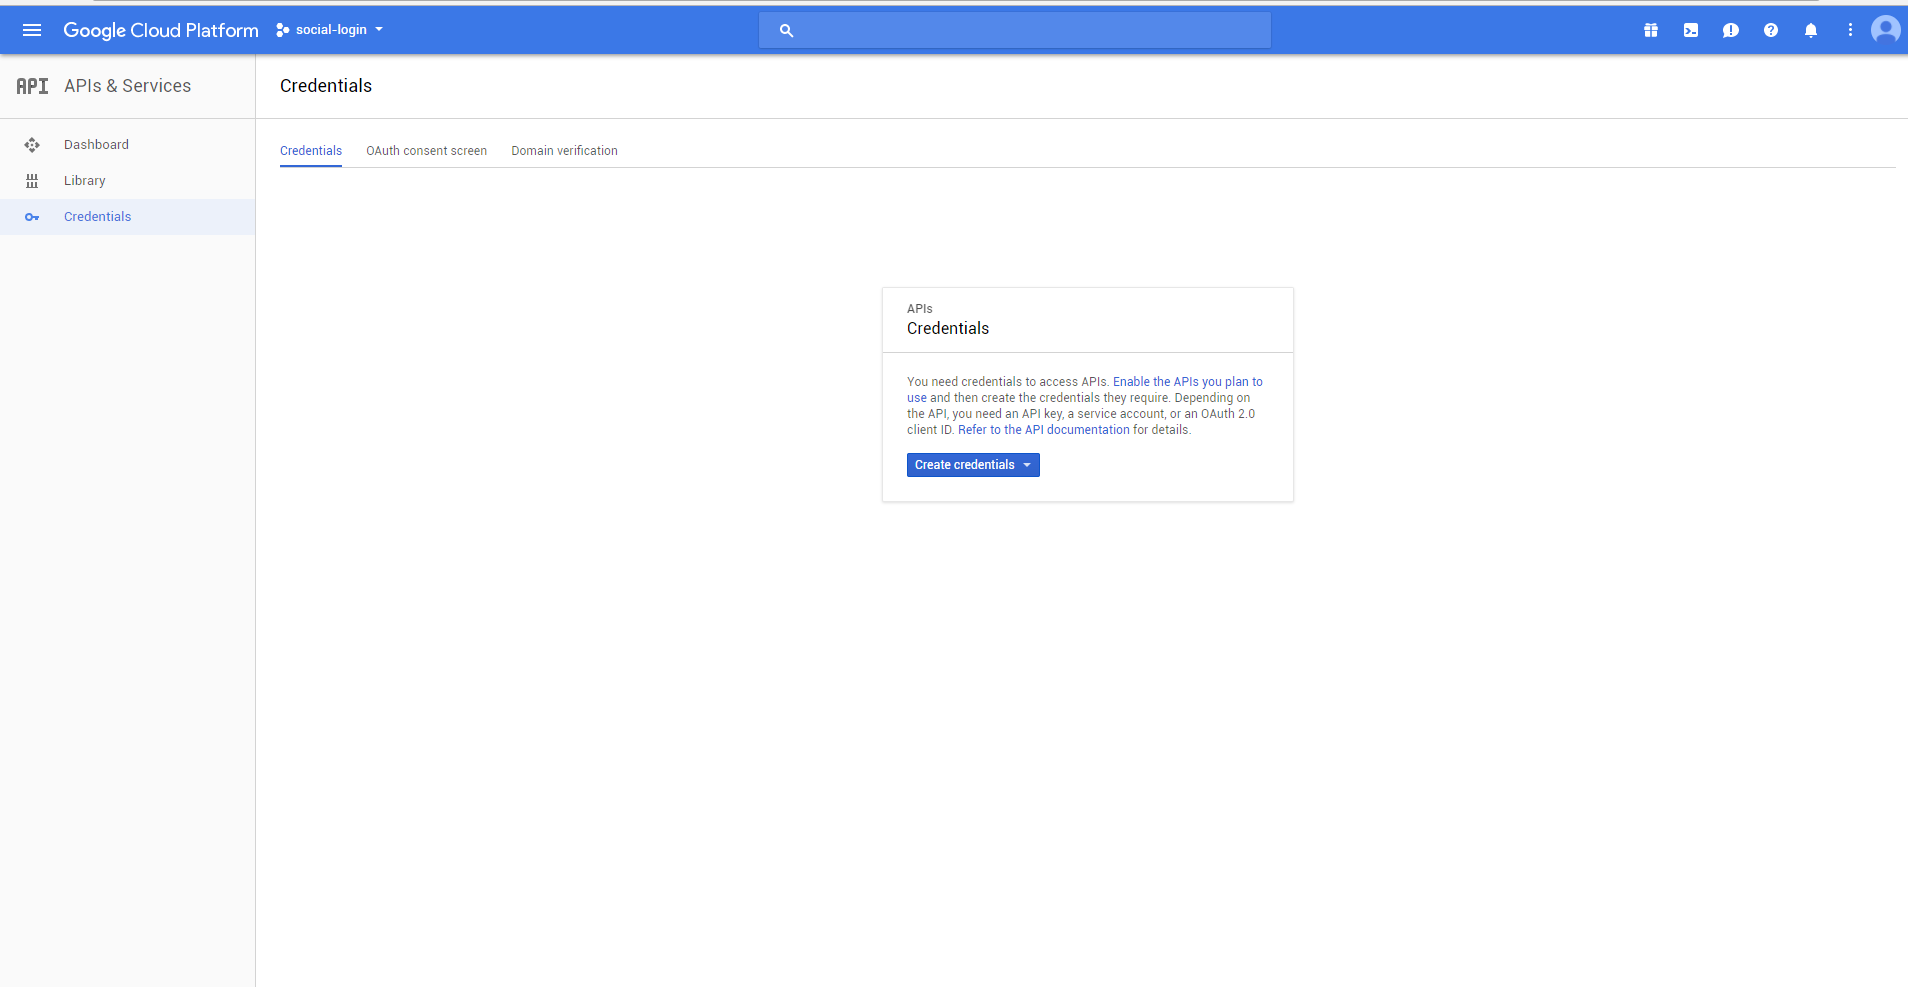 Google Cloud Platform
social-login
API APIs & Services
Credentials
Dashboard
Library
Credentials
Credentials
OAuth consent screen
Domain verification
APIs
Credentials
You need credentials to access APIs. Enable the APIs you plan to
use and then create the credentials they require. Depending on
the API, you need an API key, a service account, or an OAuth 2.0
client ID. Refer to the API documentation for details.
Create credentials